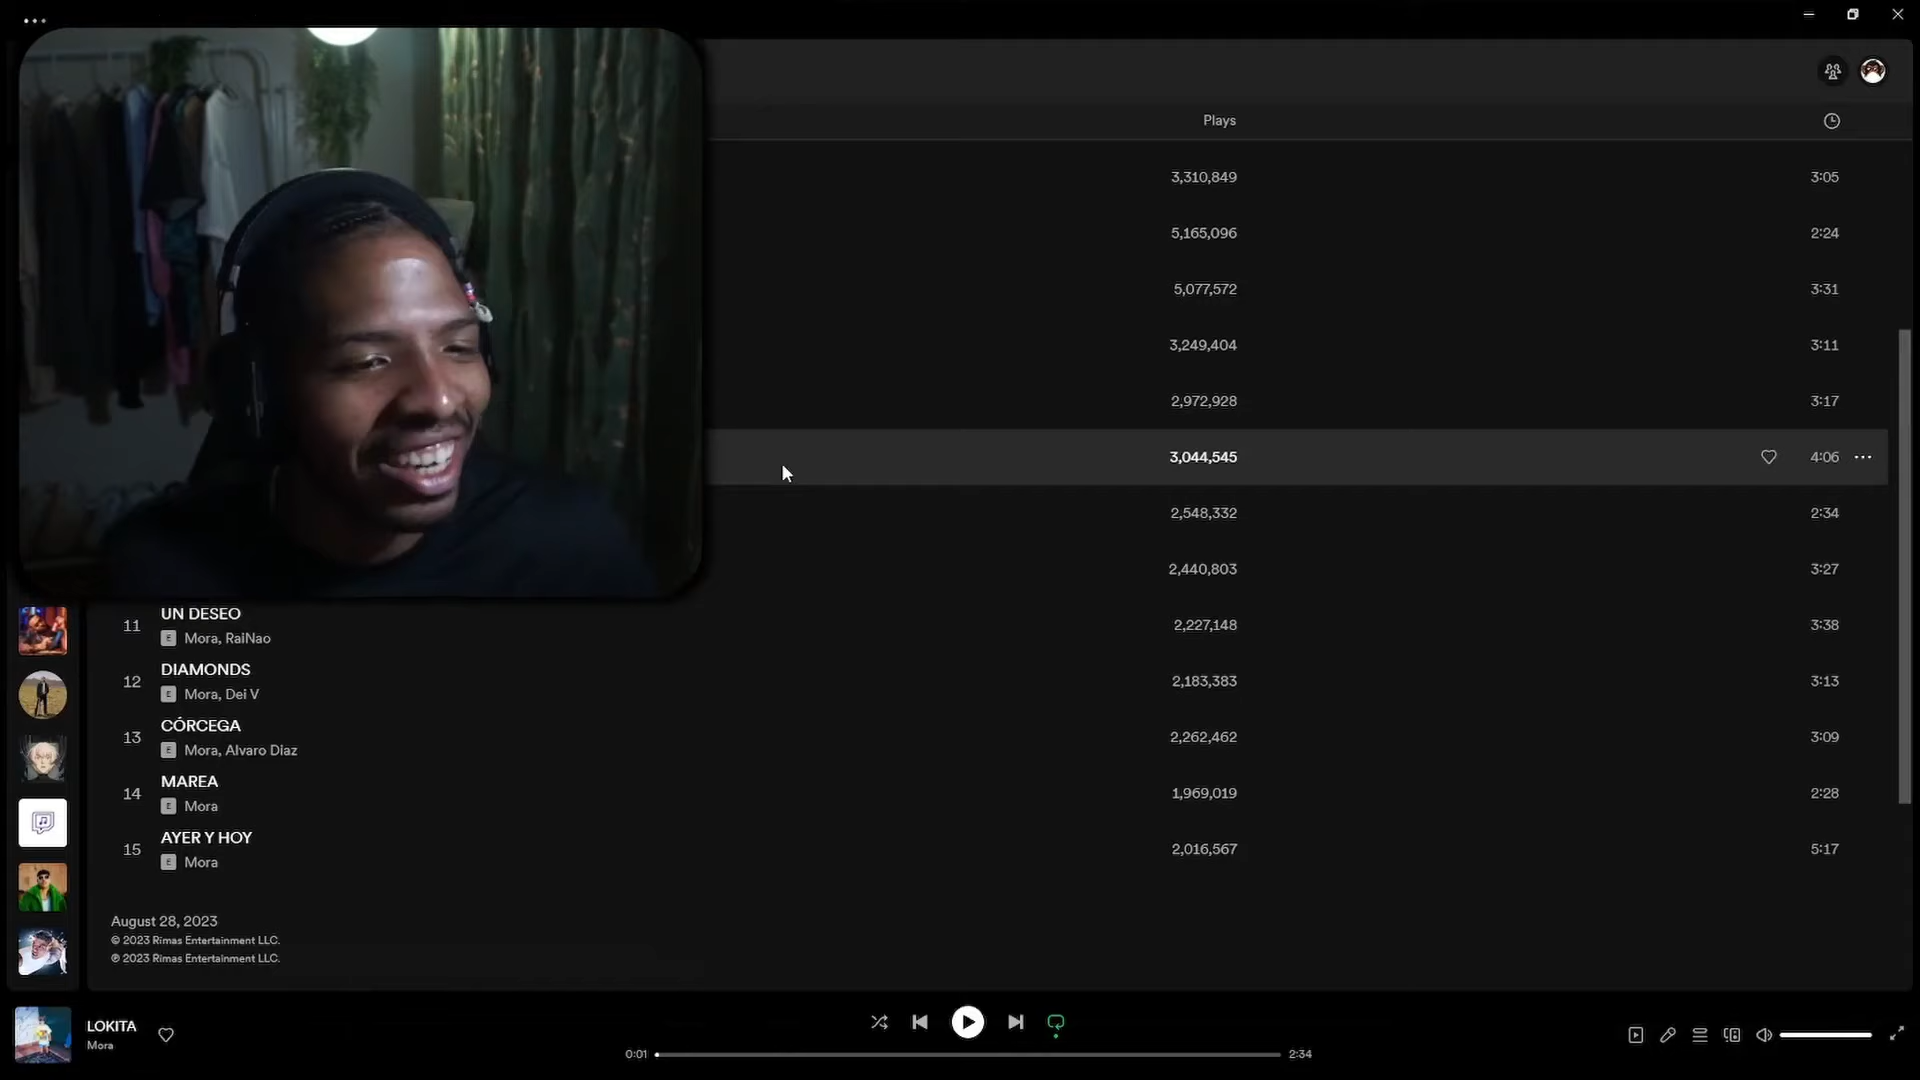 Plays
3,310,849 3:05
5,165,096 2:24
5,077,572 3:31
3,249,404 3:11
2,972,928 3:17
3,044,545 4:06
2,548,332 2:34
2,440,803 3:27
11 UN DESEO 2,227,148 3:38
E Mora, RaiNao
12 DIAMONDS 2,183,383 3:13
E Mora, Dei V
13 CÓRCEGA 2,262,462 3:09
E Mora, Alvaro Diaz
14 MAREA 1,969,019 2:28
E Mora
15 AYER Y HOY 2,016,567 5:17
E Mora
August 28, 2023
© 2023 Rimas Entertainment LLC.
℗ 2023 Rimas Entertainment LLC.
LOKITA
Mora
0:01 2:34